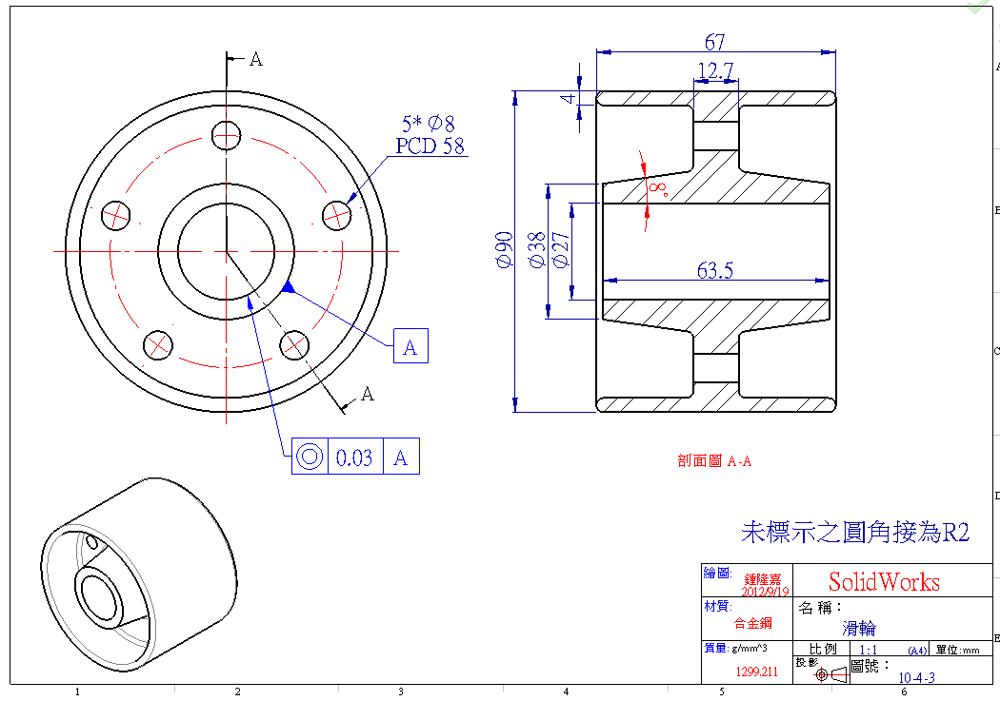 A
5* Ø8
PCD 58
A
A
0.03 A
67
12.7
4
8°
Ø90
Ø38
Ø27
63.5
剖面圖 A-A
未標示之圓角接為R2
繪圖: 鍾隆嘉
2012/9/19
SolidWorks
材質:
合金鋼
名稱：
滑輪
質量: g/mm^3
1299.211
比例 1:1 (A4) 單位:mm
投影
圖號：
10-4-3
A
B
C
D
E
1 2 3 4 5 6